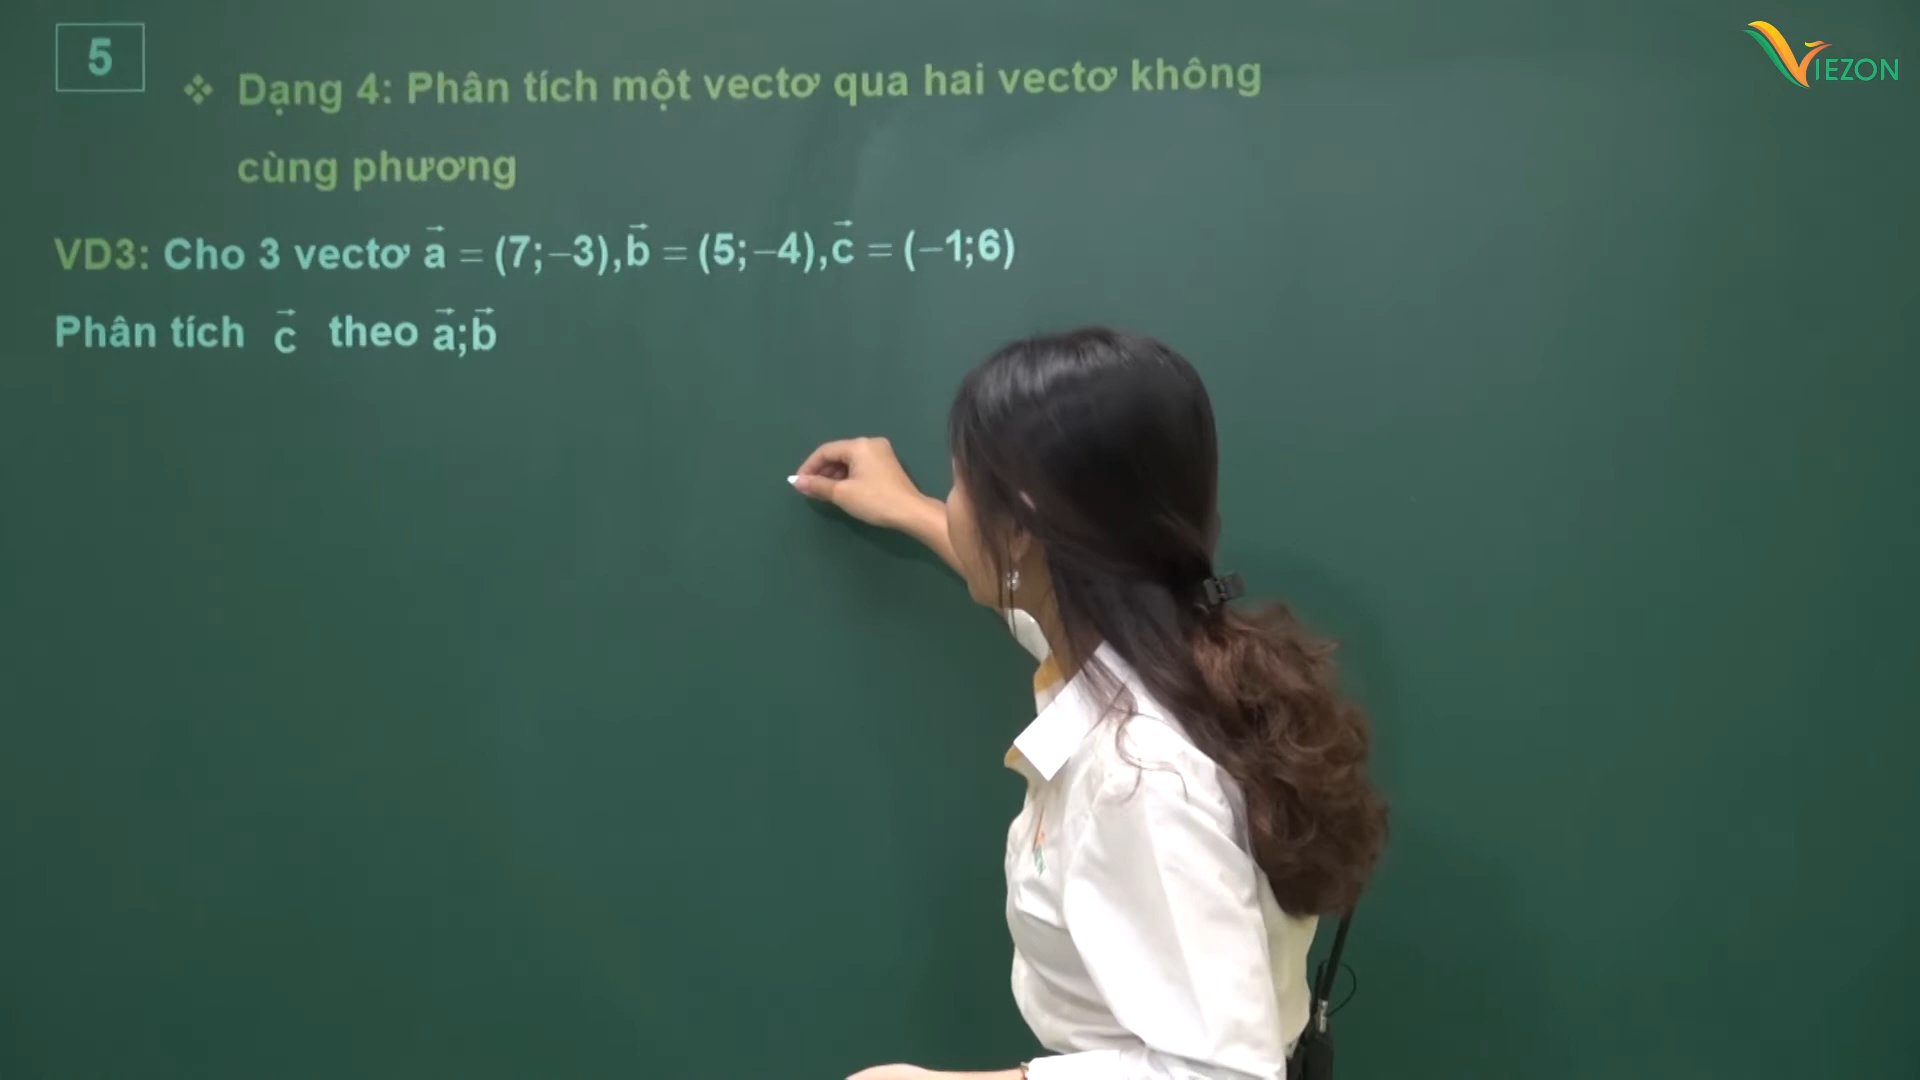 5
VIEZON
❖ Dạng 4: Phân tích một vectơ qua hai vectơ không
cùng phương
VD3: Cho 3 vectơ a⃗ = (7;–3),b⃗ = (5;–4),c⃗ = (–1;6)
Phân tích c⃗ theo a⃗;b⃗